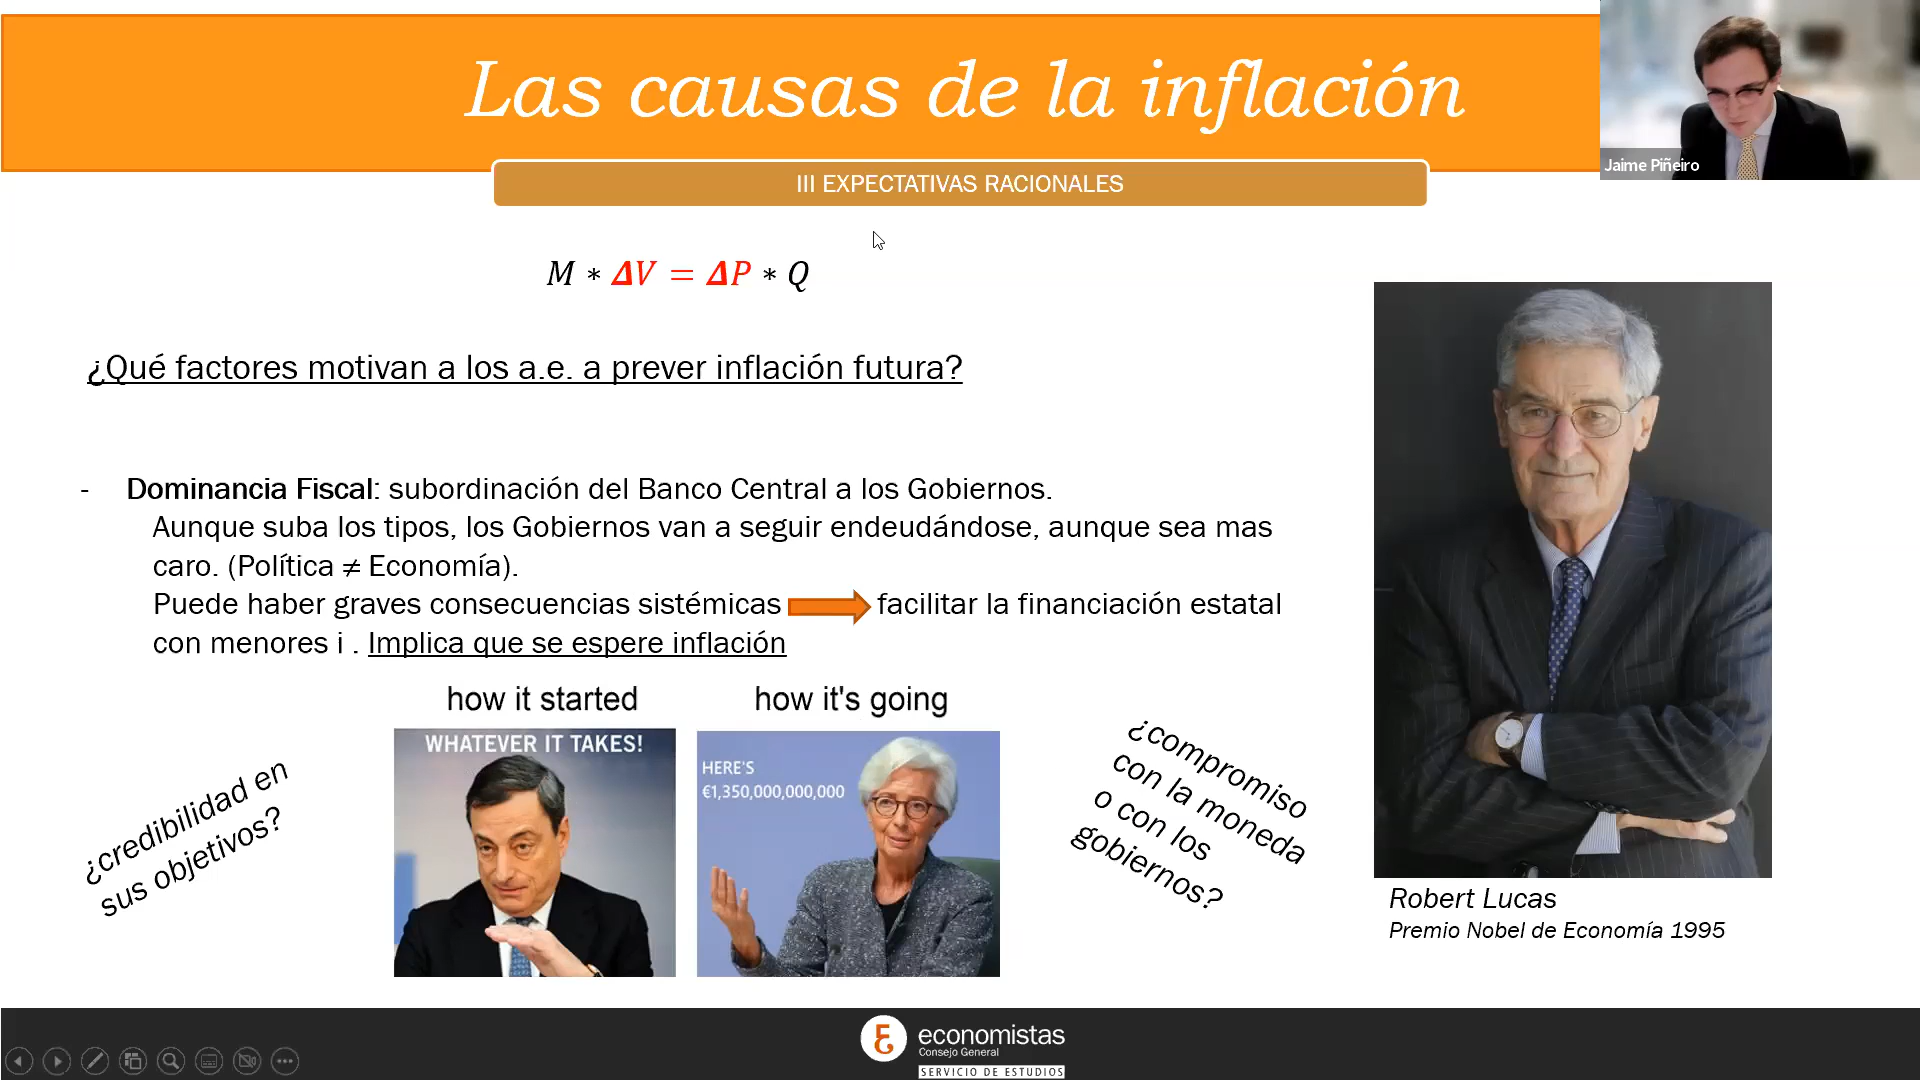 Las causas de la inflación
Jaime Piñeiro
III EXPECTATIVAS RACIONALES
M * ΔV = ΔP * Q
¿Qué factores motivan a los a.e. a prever inflación futura?
- Dominancia Fiscal: subordinación del Banco Central a los Gobiernos.
Aunque suba los tipos, los Gobiernos van a seguir endeudándose, aunque sea mas
caro. (Política ≠ Economía).
Puede haber graves consecuencias sistémicas facilitar la financiación estatal
con menores i . Implica que se espere inflación
how it started
how it's going
WHATEVER IT TAKES!
HERE'S
€1,350,000,000,000
¿credibilidad en
sus objetivos?
¿compromiso
con la moneda
o con los
gobiernos?
Robert Lucas
Premio Nobel de Economía 1995
economistas
Consejo General
SERVICIO DE ESTUDIOS